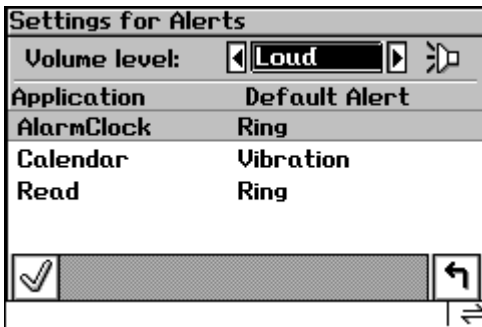 Settings for Alerts
Volume level: Loud
Application Default Alert
AlarmClock Ring
Calendar Vibration
Read Ring